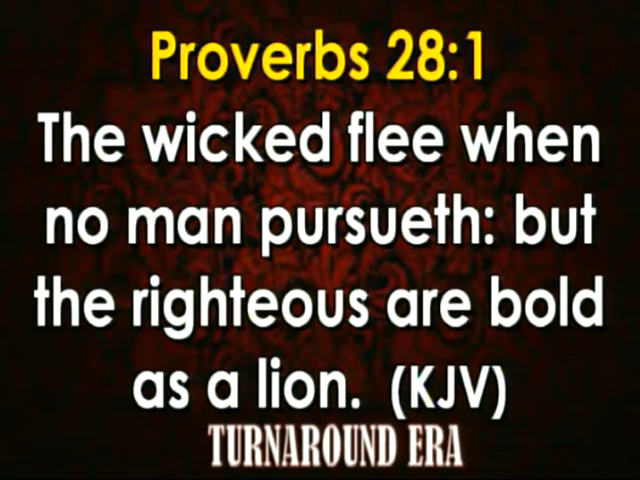 Proverbs 28:1
The wicked flee when
no man pursueth: but
the righteous are bold
as a lion. (KJV)
TURNAROUND ERA